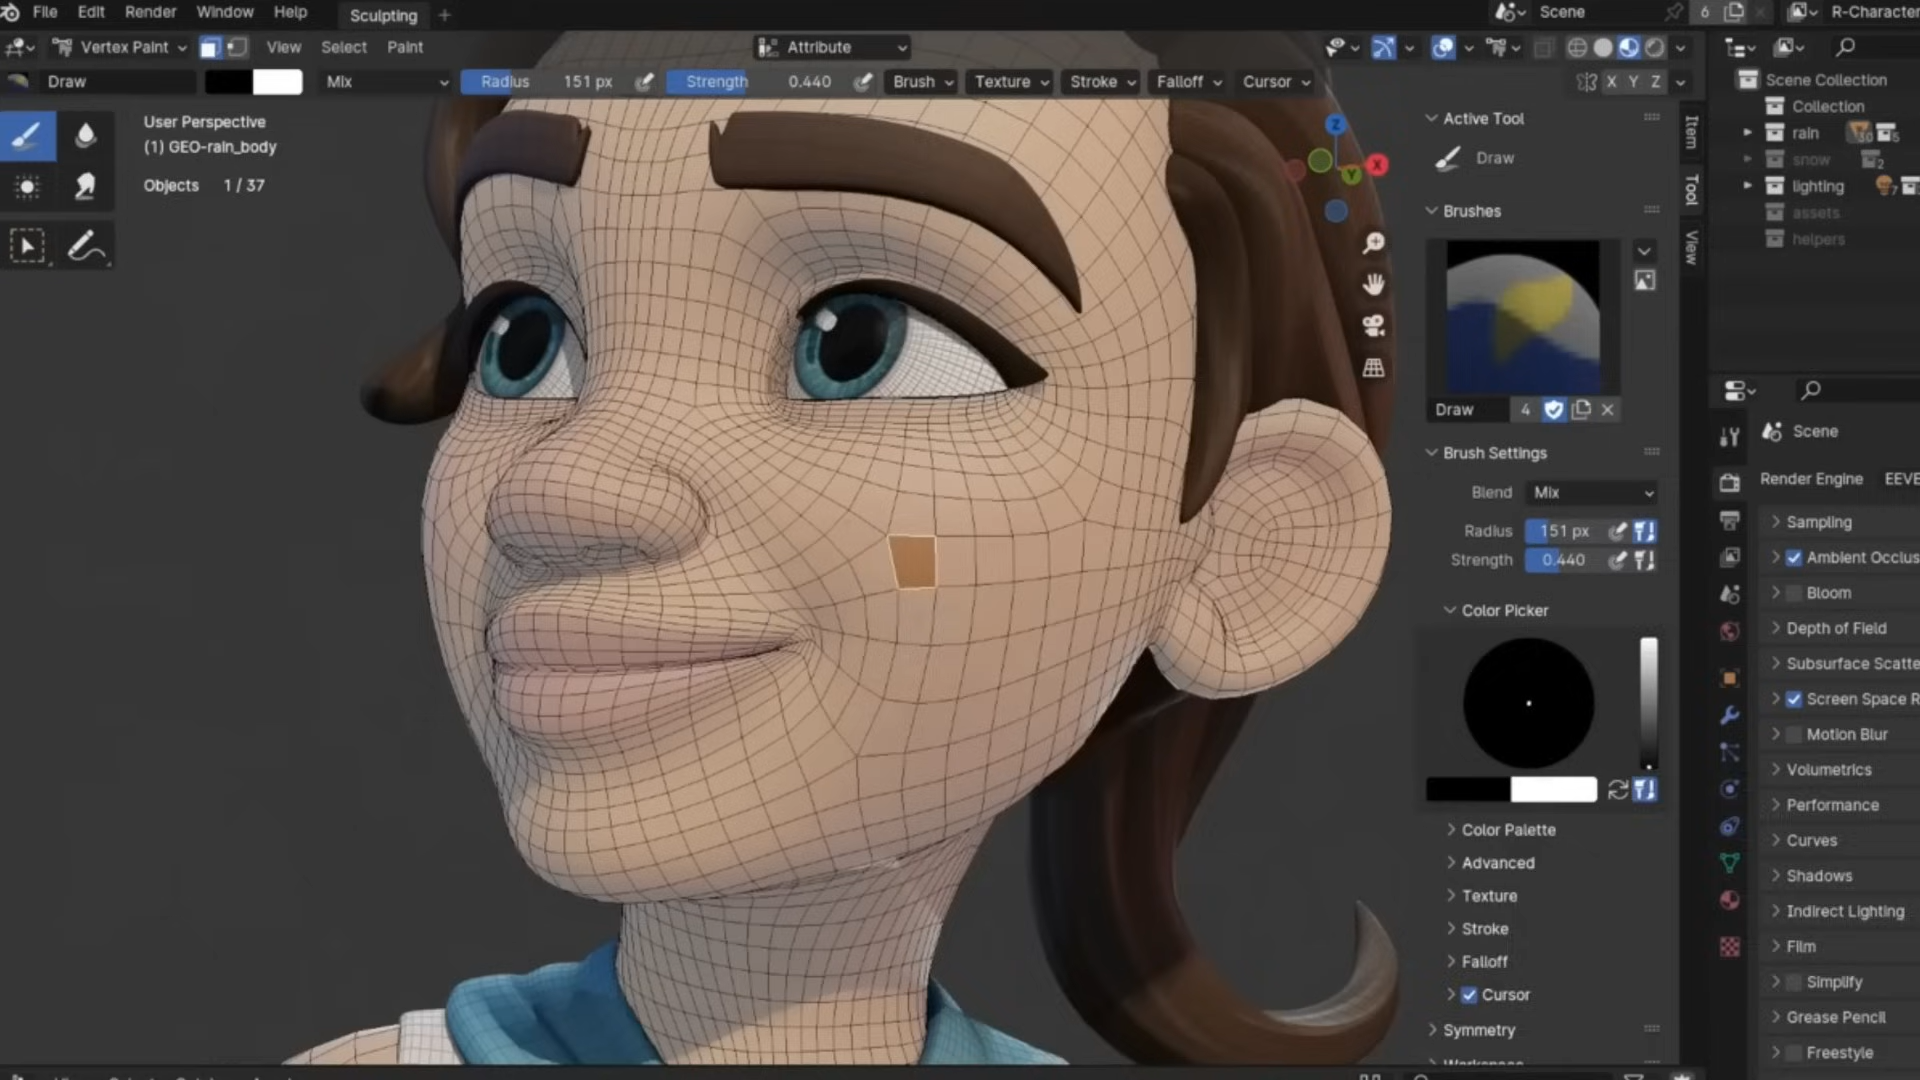 File Edit Render Window Help Sculpting + Scene 6 R-Character
Vertex Paint View Select Paint Attribute
Draw Mix Radius 151 px Strength 0.440 Brush Texture Stroke Falloff Cursor X Y Z
User Perspective
(1) GEO-rain_body
Objects 1 / 37
Z
X
Y
Active Tool
Draw
Brushes
Draw 4
Brush Settings
Blend Mix
Radius 151 px
Strength 0.440
Color Picker
Color Palette
Advanced
Texture
Stroke
Falloff
Cursor
Symmetry
Item
Tool
View
Scene Collection
Collection
rain 30 5
snow 2
lighting 7
assets
helpers
Scene
Render Engine EEVE
Sampling
Ambient Occlus
Bloom
Depth of Field
Subsurface Scatte
Screen Space R
Motion Blur
Volumetrics
Performance
Curves
Shadows
Indirect Lighting
Film
Simplify
Grease Pencil
Freestyle